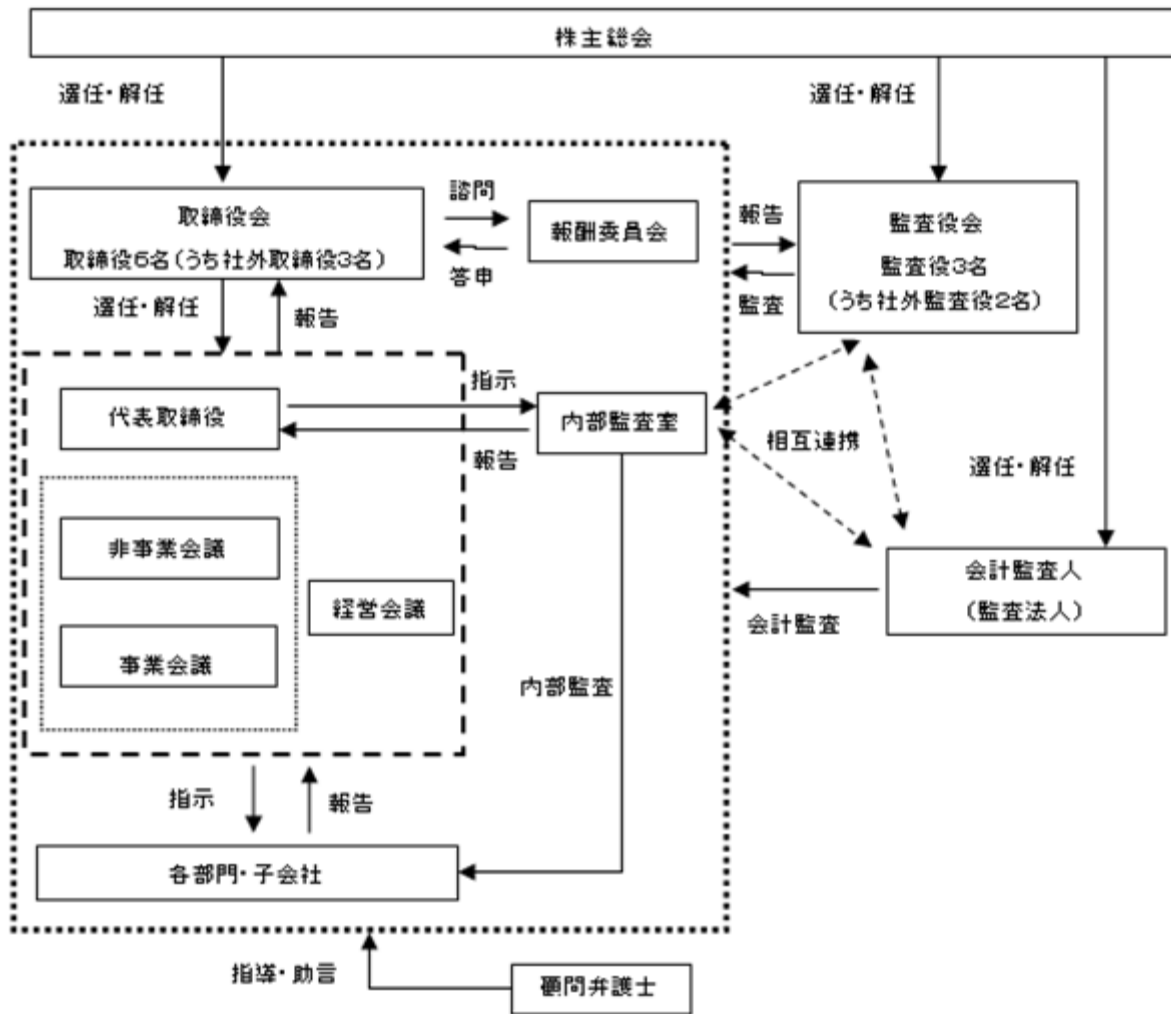 株主総会
選任・解任
選任・解任
取締役会
取締役6名(うち社外取締役3名)
諮問
答申
報酬委員会
報告
監査
監査役会
監査役3名
(うち社外監査役2名)
選任・解任
報告
代表取締役
指示
報告
内部監査室
相互連携
選任・解任
非事業会議
経営会議
事業会議
会計監査人
(監査法人)
会計監査
内部監査
指示
報告
各部門・子会社
指導・助言
顧問弁護士